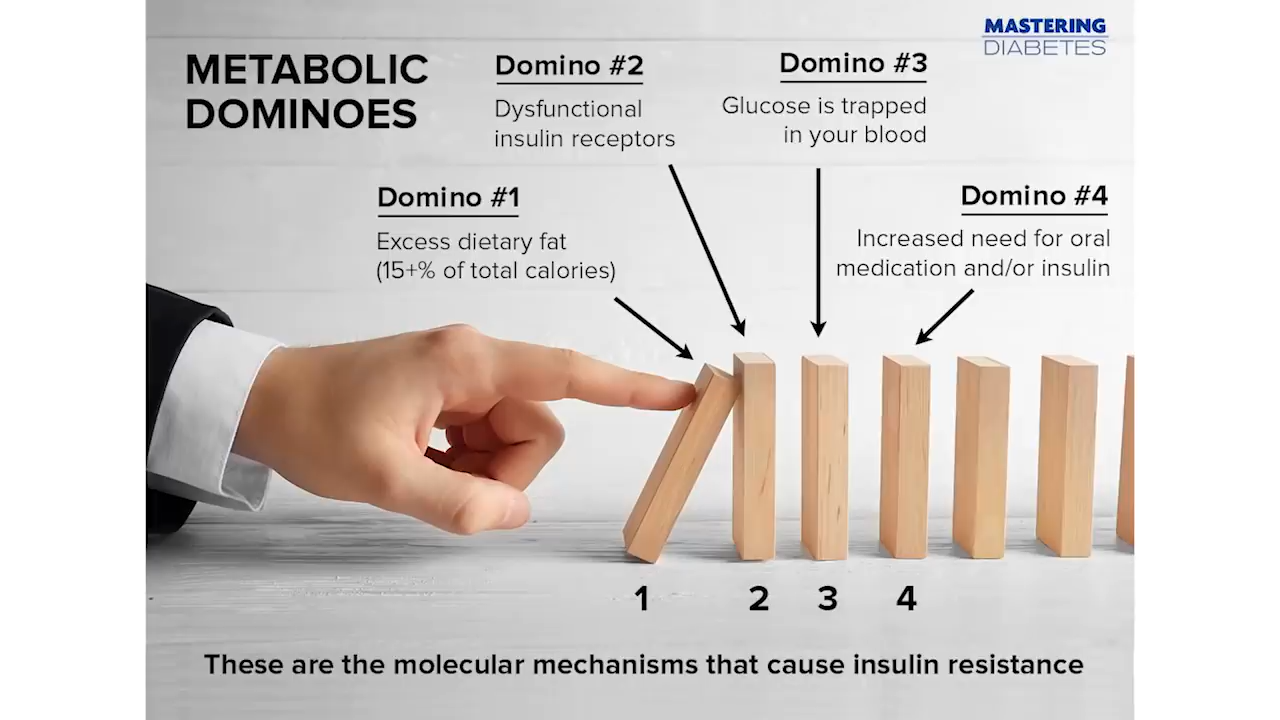 MASTERING
DIABETES
METABOLIC
DOMINOES
Domino #1
Excess dietary fat
(15+% of total calories)
Domino #2
Dysfunctional
insulin receptors
Domino #3
Glucose is trapped
in your blood
Domino #4
Increased need for oral
medication and/or insulin
1 2 3 4
These are the molecular mechanisms that cause insulin resistance